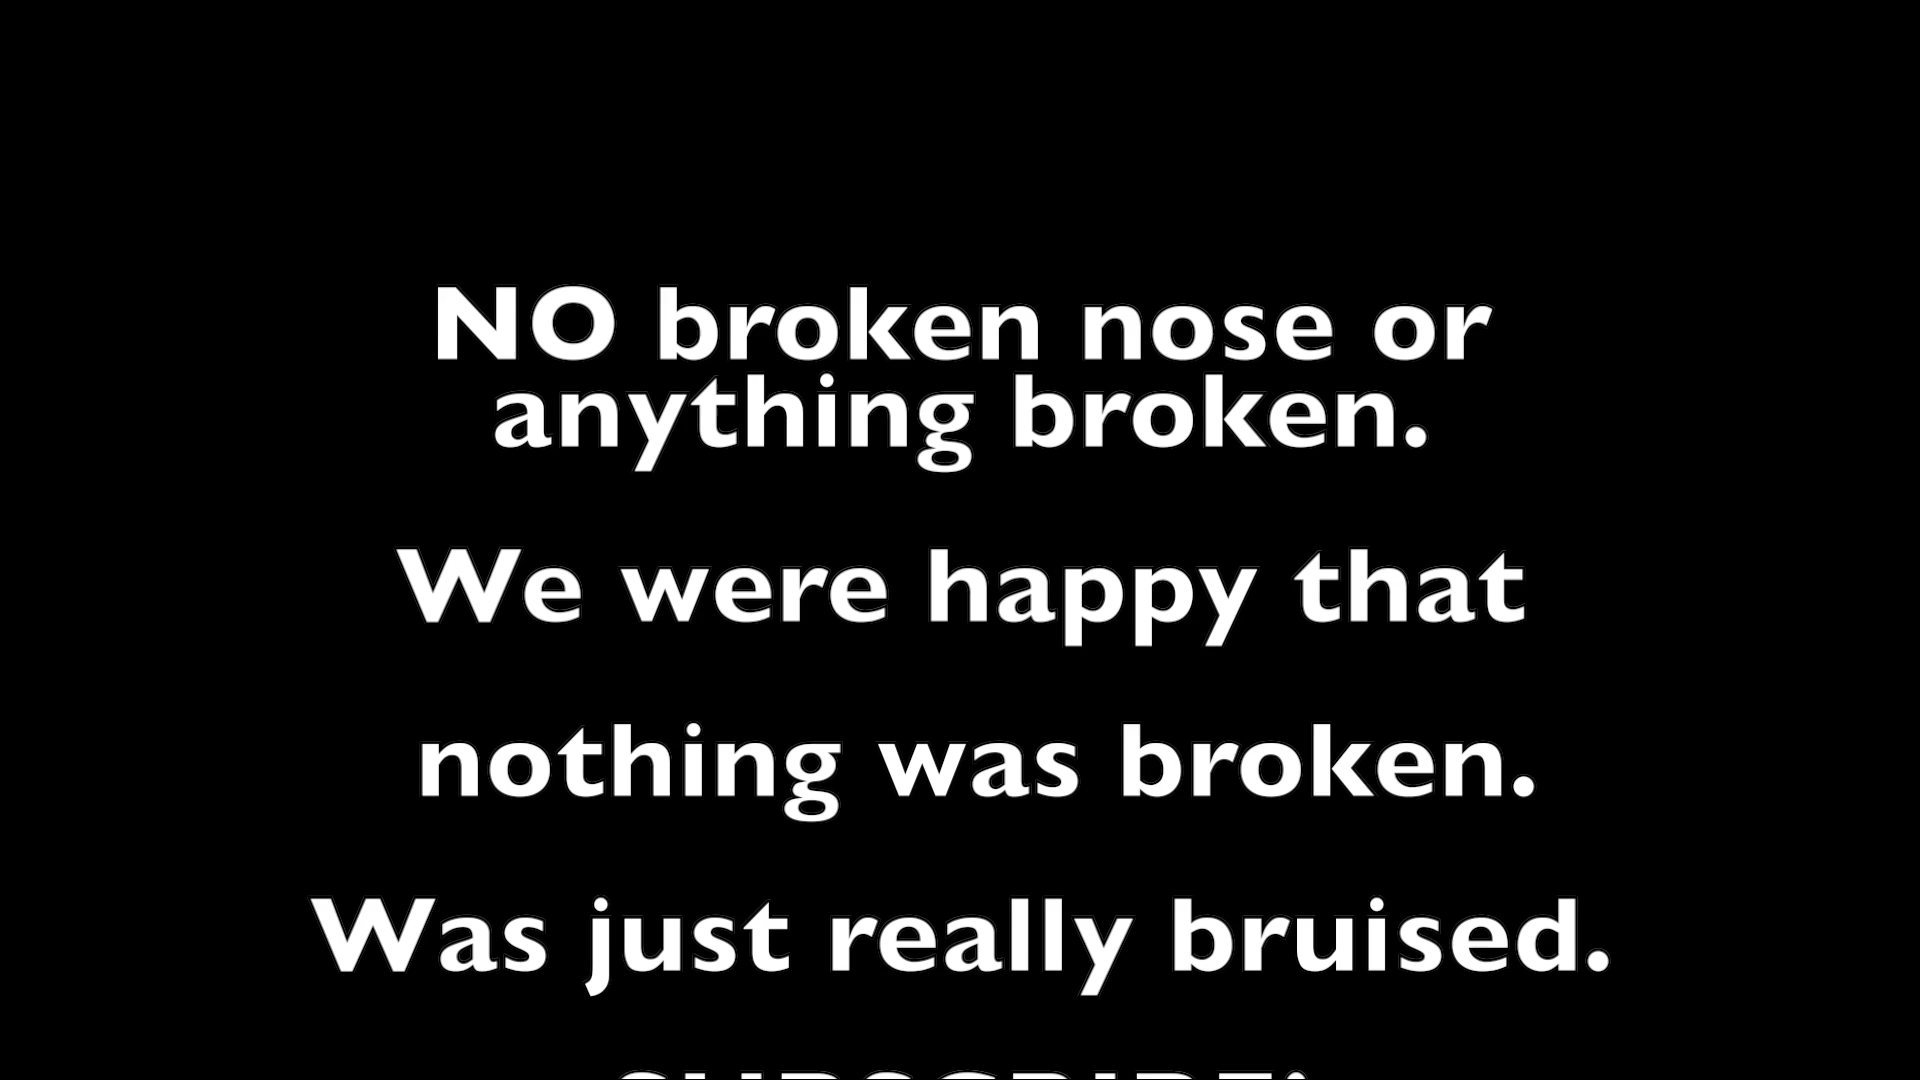 NO broken nose or
anything broken.
We were happy that
nothing was broken.
Was just really bruised.